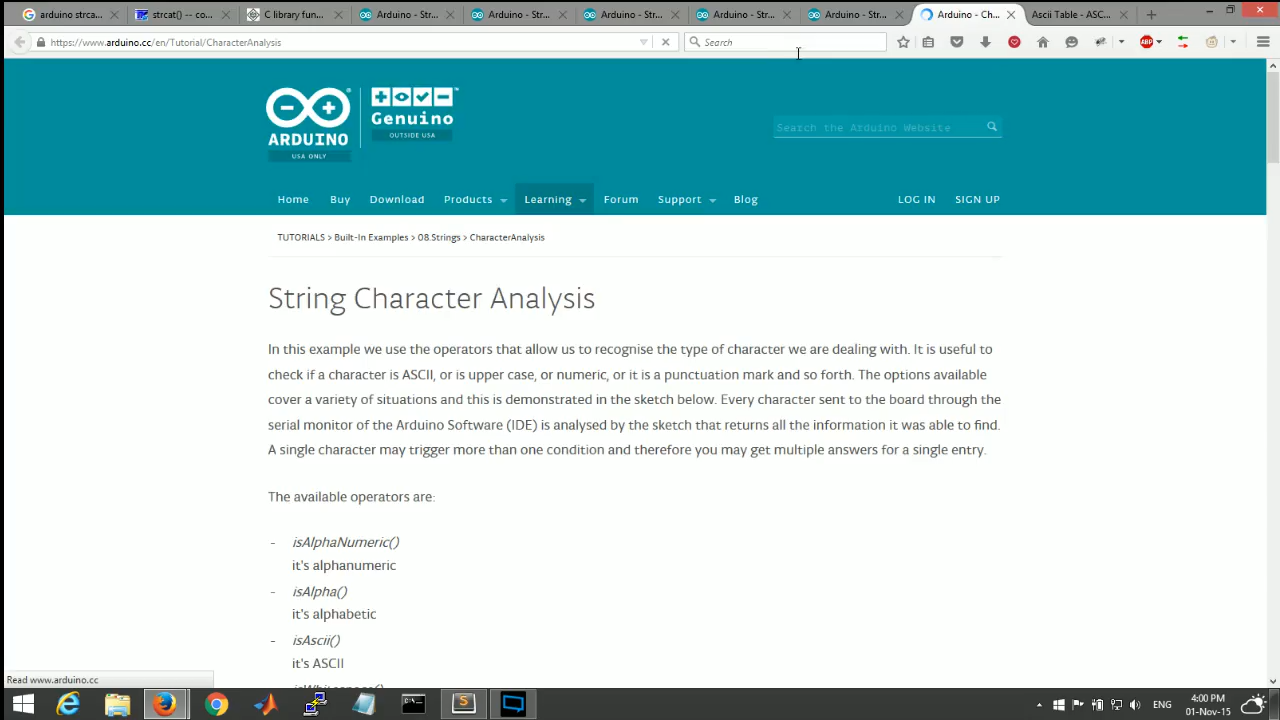 arduino strca...
strcat() -- co...
C library fun...
Arduino - Str...
Arduino - Str...
Arduino - Str...
Arduino - Str...
Arduino - Str...
Arduino - Ch...
Ascii Table - ASC...
https://www.arduino.cc/en/Tutorial/CharacterAnalysis
Search
ABP
ARDUINO
USA ONLY
Genuino
OUTSIDE USA
TM
Search the Arduino Website
Home Buy Download Products Learning Forum Support Blog LOG IN SIGN UP
TUTORIALS > Built-In Examples > 08.Strings > CharacterAnalysis
String Character Analysis
In this example we use the operators that allow us to recognise the type of character we are dealing with. It is useful to
check if a character is ASCII, or is upper case, or numeric, or it is a punctuation mark and so forth. The options available
cover a variety of situations and this is demonstrated in the sketch below. Every character sent to the board through the
serial monitor of the Arduino Software (IDE) is analysed by the sketch that returns all the information it was able to find.
A single character may trigger more than one condition and therefore you may get multiple answers for a single entry.
The available operators are:
- isAlphaNumeric()
it's alphanumeric
- isAlpha()
it's alphabetic
- isAscii()
it's ASCII
isWhitespace()
Read www.arduino.cc
ENG
4:00 PM
01-Nov-15